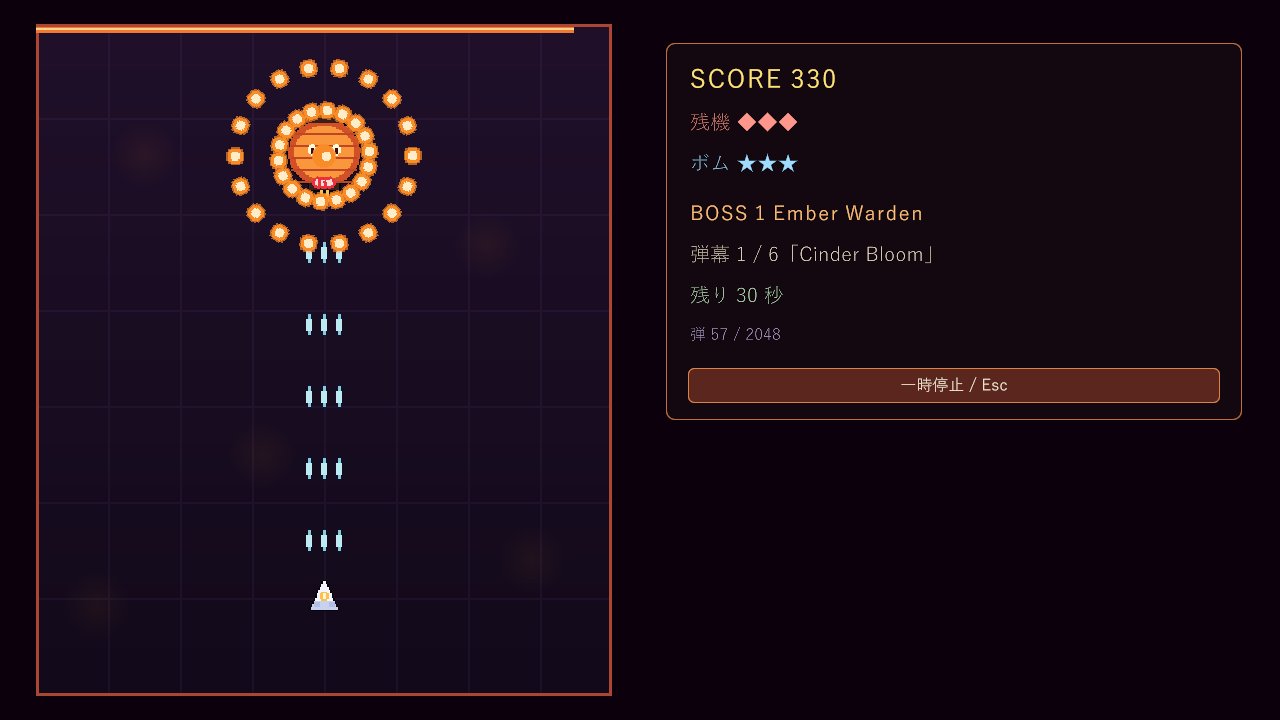 SCORE 330
残機 ◆◆◆
ボム ★★★
BOSS 1 Ember Warden
弾幕 1 / 6「Cinder Bloom」
残り 30 秒
弾 57 / 2048
一時停止 / Esc